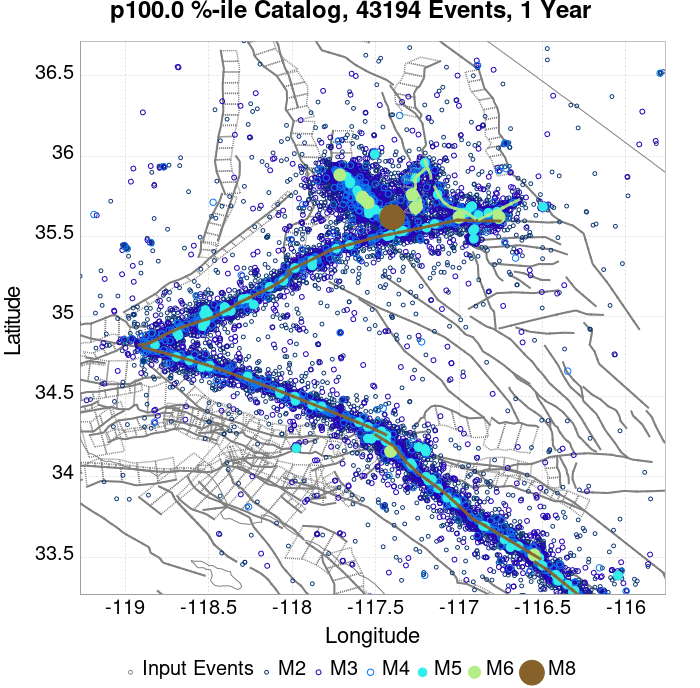 p100.0 %-ile Catalog, 43194 Events, 1 Year
36.5
36
35.5
35
34.5
34
33.5
Latitude
-119 -118.5 -118 -117.5 -117 -116.5 -116
Longitude
Input Events M2 M3 M4 M5 M6 M8